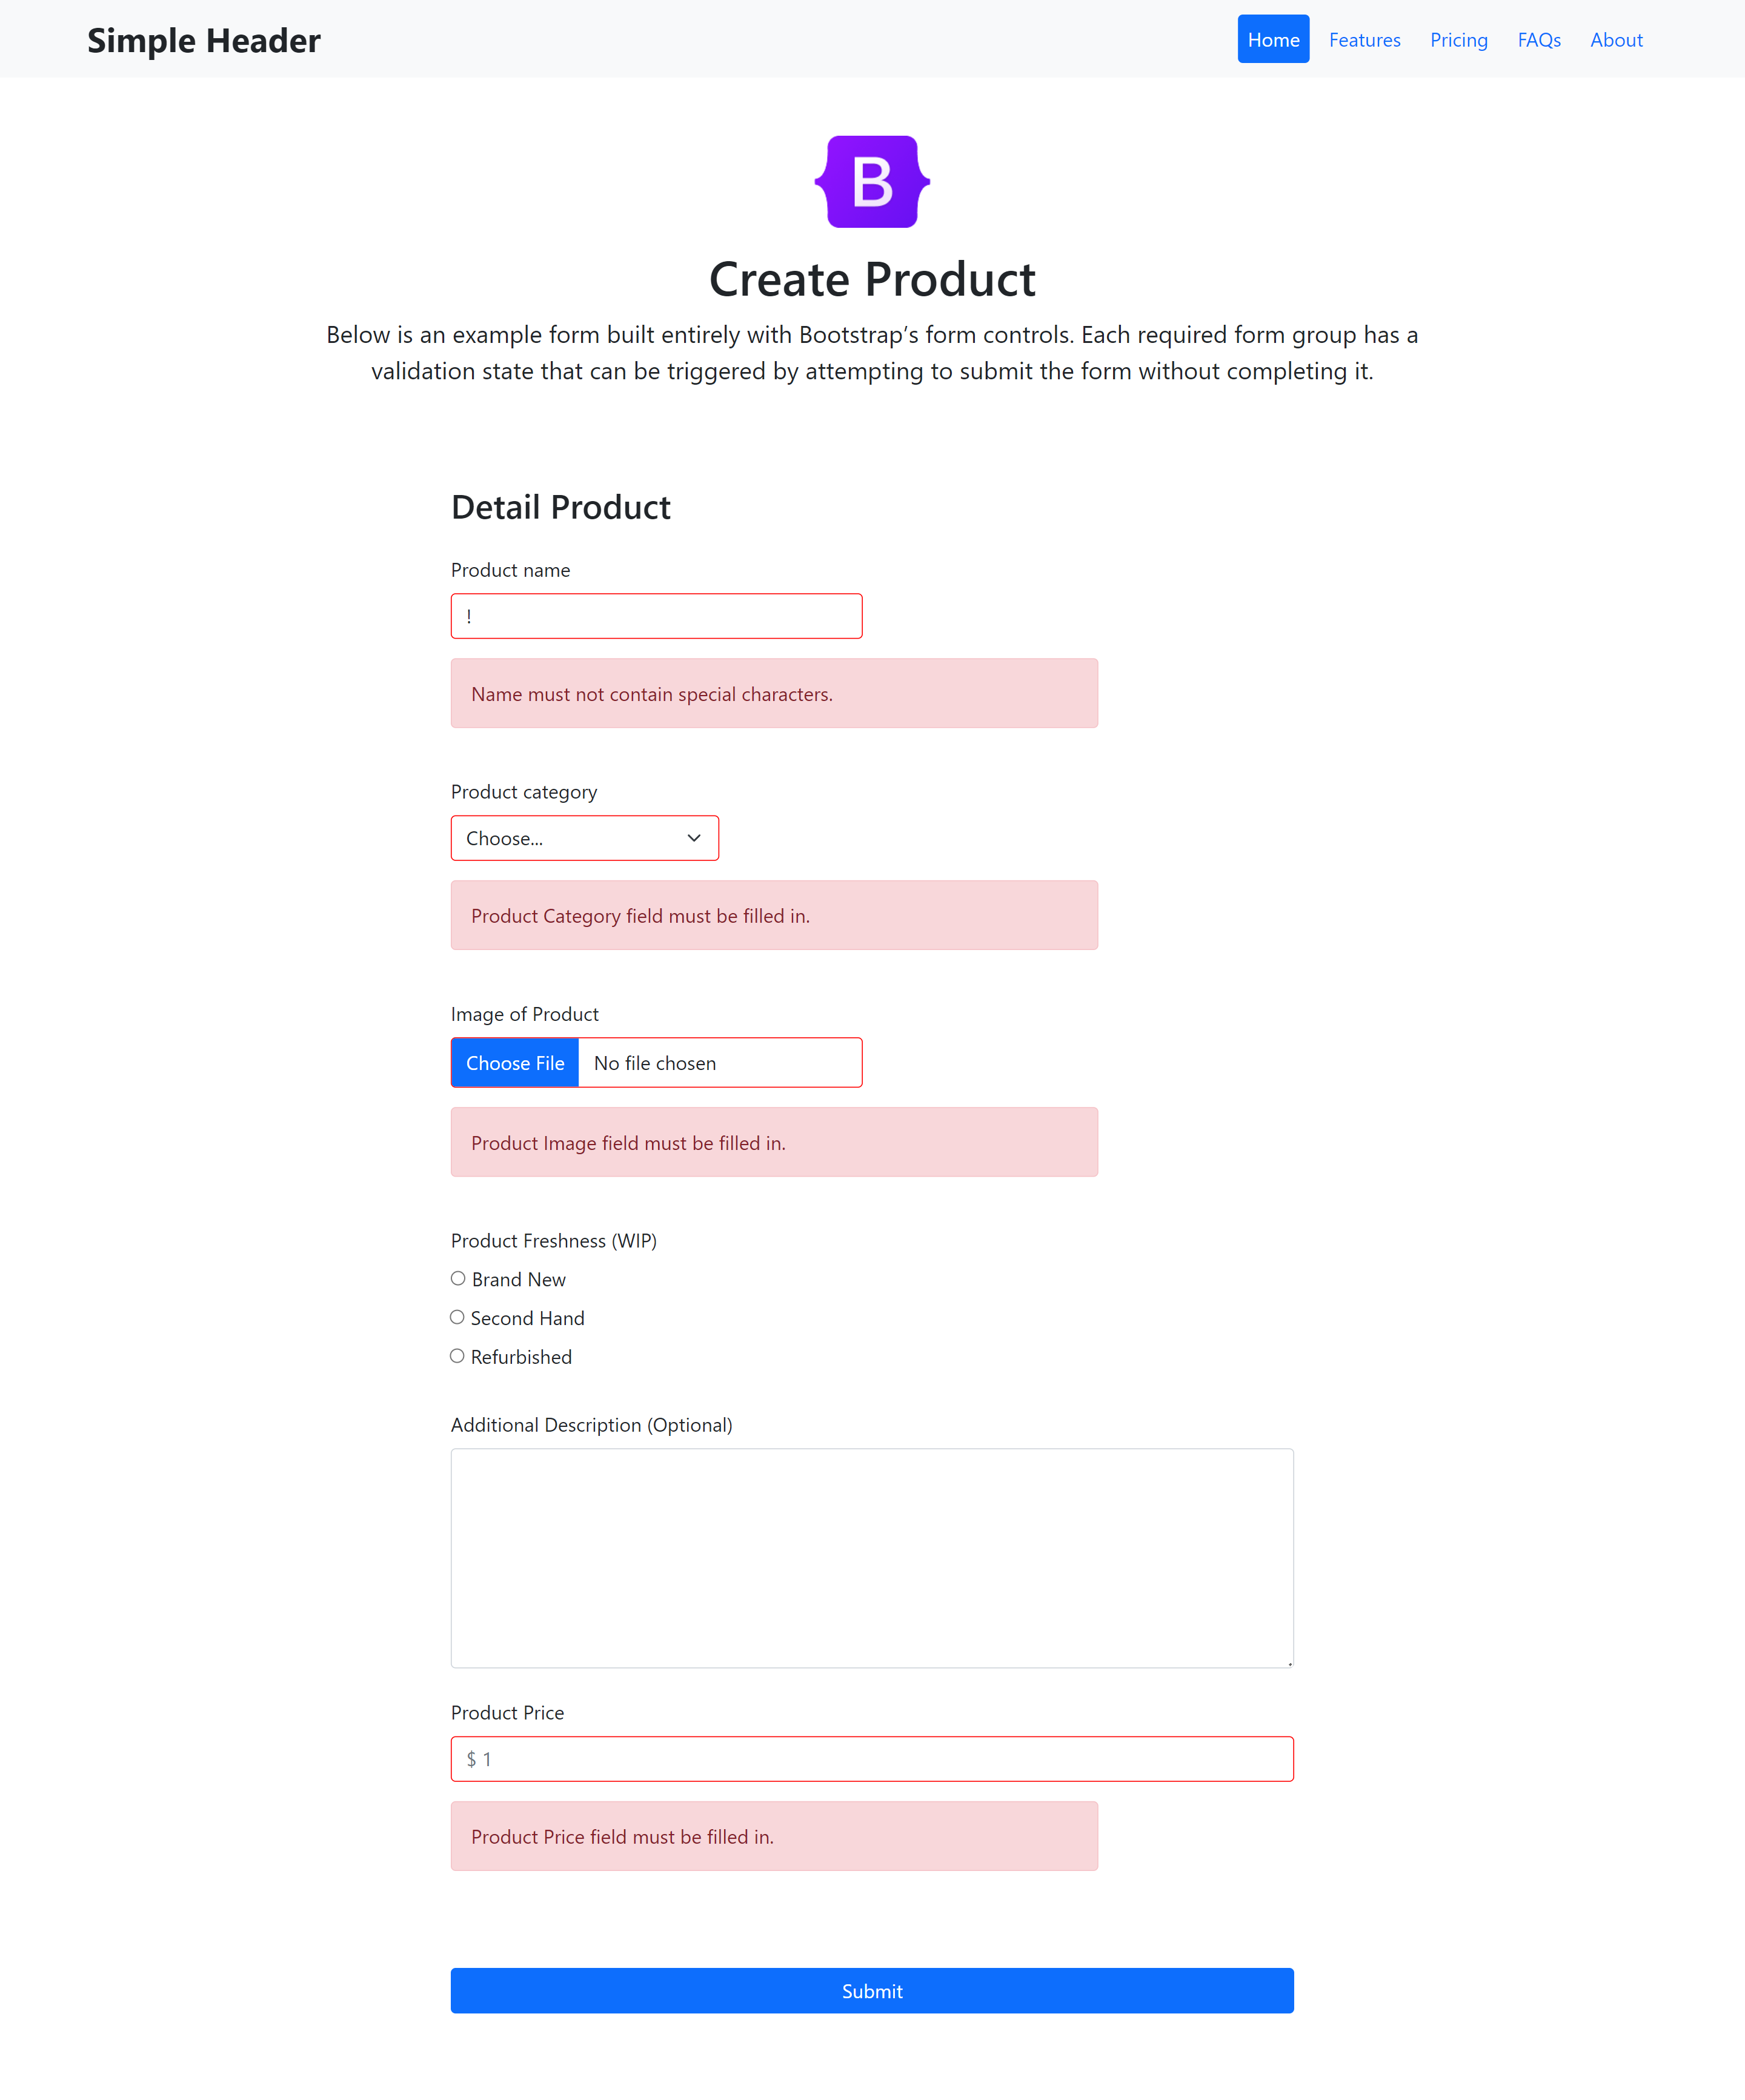 Simple Header
Home Features Pricing FAQs About
B
Create Product
Below is an example form built entirely with Bootstrap’s form controls. Each required form group has a
validation state that can be triggered by attempting to submit the form without completing it.
Detail Product
Product name
!
Name must not contain special characters.
Product category
Choose...
Product Category field must be filled in.
Image of Product
Choose File No file chosen
Product Image field must be filled in.
Product Freshness (WIP)
Brand New
Second Hand
Refurbished
Additional Description (Optional)
Product Price
$ 1
Product Price field must be filled in.
Submit